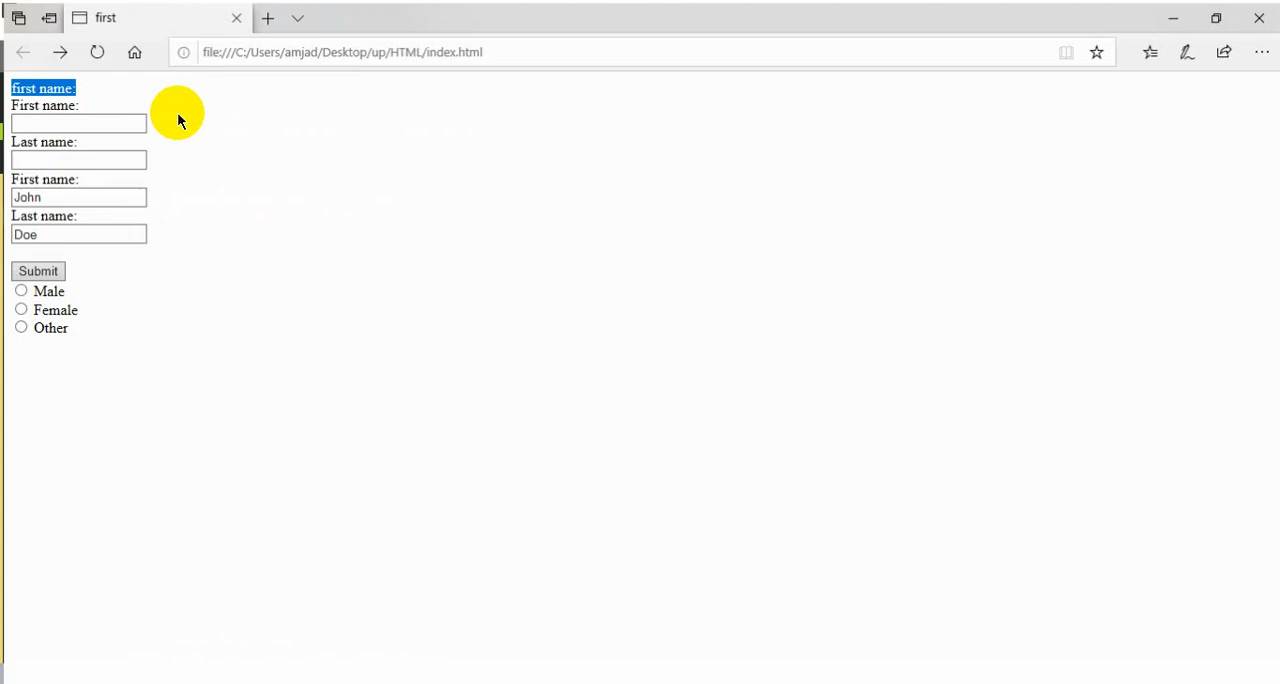 first
file:///C:/Users/amjad/Desktop/up/HTML/index.html
first name:
First name:
Last name:
First name:
John
Last name:
Doe
Submit
Male
Female
Other